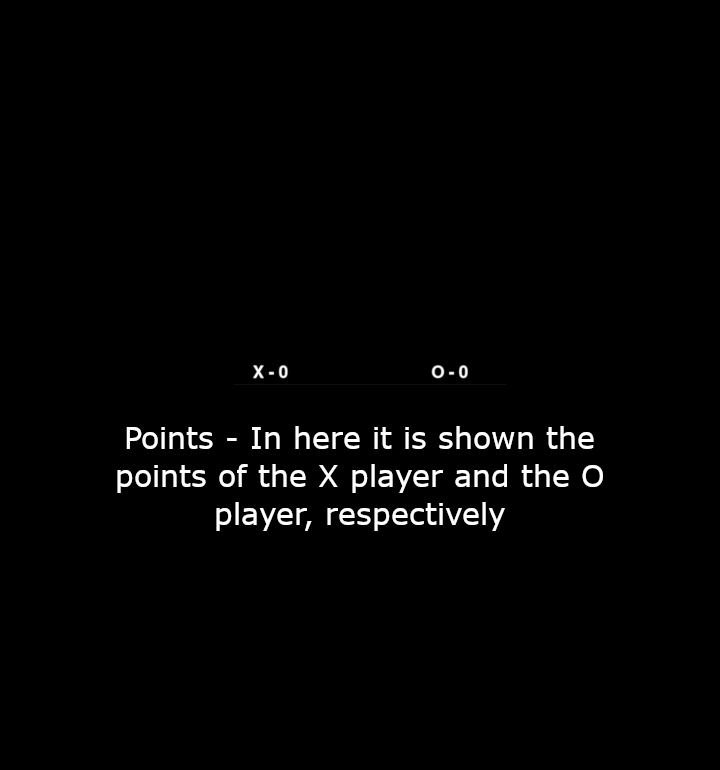 X - 0 O - 0
Points - In here it is shown the
points of the X player and the O
player, respectively